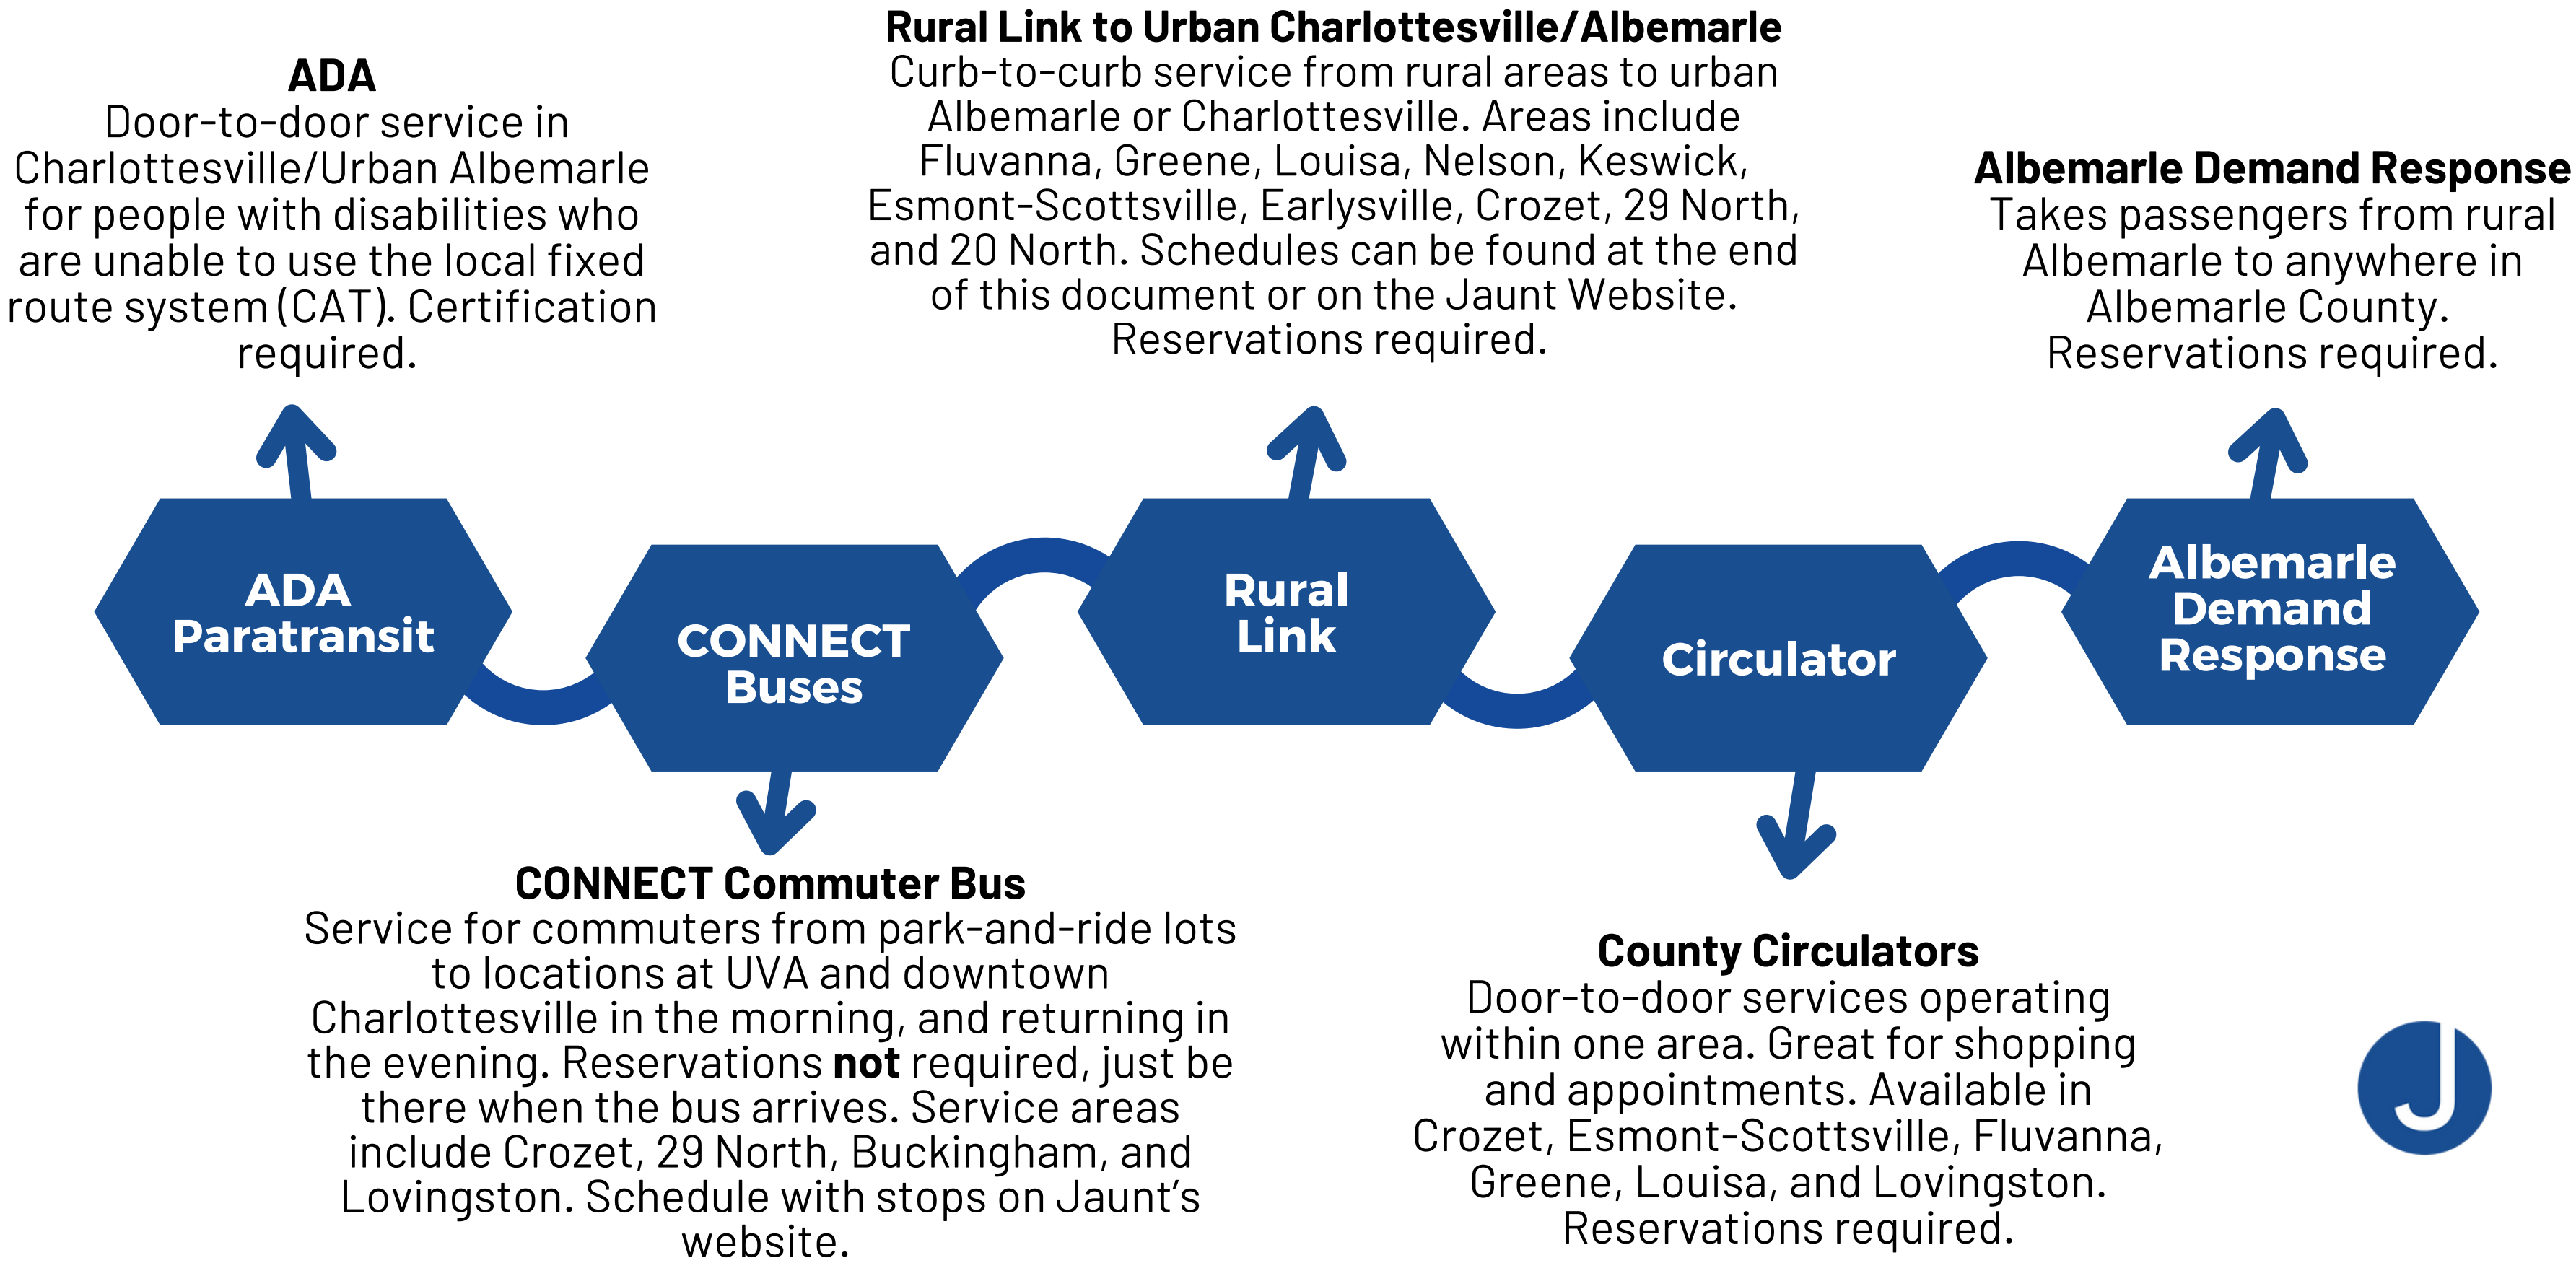 ADA
Door-to-door service in
Charlottesville/Urban Albemarle
for people with disabilities who
are unable to use the local fixed
route system (CAT). Certification
required.
Rural Link to Urban Charlottesville/Albemarle
Curb-to-curb service from rural areas to urban
Albemarle or Charlottesville. Areas include
Fluvanna, Greene, Louisa, Nelson, Keswick,
Esmont-Scottsville, Earlysville, Crozet, 29 North,
and 20 North. Schedules can be found at the end
of this document or on the Jaunt Website.
Reservations required.
Albemarle Demand Response
Takes passengers from rural
Albemarle to anywhere in
Albemarle County.
Reservations required.
ADA
Paratransit
CONNECT
Buses
Rural
Link
Circulator
Albemarle
Demand
Response
CONNECT Commuter Bus
Service for commuters from park-and-ride lots
to locations at UVA and downtown
Charlottesville in the morning, and returning in
the evening. Reservations not required, just be
there when the bus arrives. Service areas
include Crozet, 29 North, Buckingham, and
Lovingston. Schedule with stops on Jaunt's
website.
County Circulators
Door-to-door services operating
within one area. Great for shopping
and appointments. Available in
Crozet, Esmont-Scottsville, Fluvanna,
Greene, Louisa, and Lovingston.
Reservations required.
J